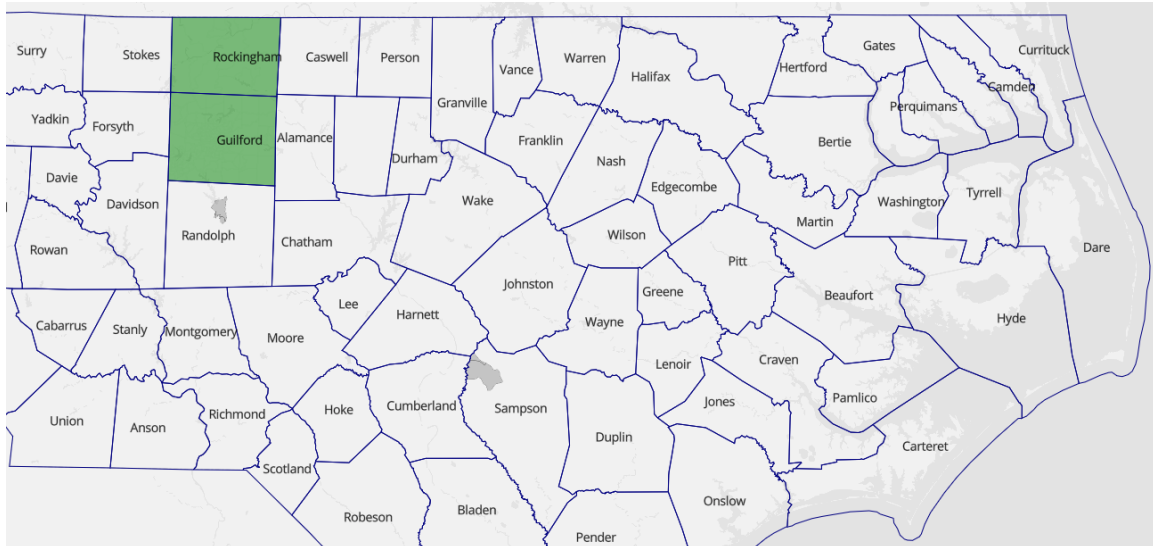 Surry
Stokes
Rockingham
Caswell
Person
Vance
Warren
Halifax
Hertford
Gates
Currituck
Camden
Perquimans
Granville
Yadkin
Forsyth
Guilford
Alamance
Durham
Franklin
Nash
Bertie
Edgecombe
Davie
Davidson
Randolph
Chatham
Wake
Wilson
Martin
Washington
Tyrrell
Rowan
Dare
Pitt
Johnston
Greene
Beaufort
Hyde
Lee
Harnett
Wayne
Cabarrus
Stanly
Montgomery
Moore
Lenoir
Craven
Pamlico
Union
Anson
Richmond
Hoke
Cumberland
Sampson
Jones
Duplin
Carteret
Scotland
Onslow
Robeson
Bladen
Pender